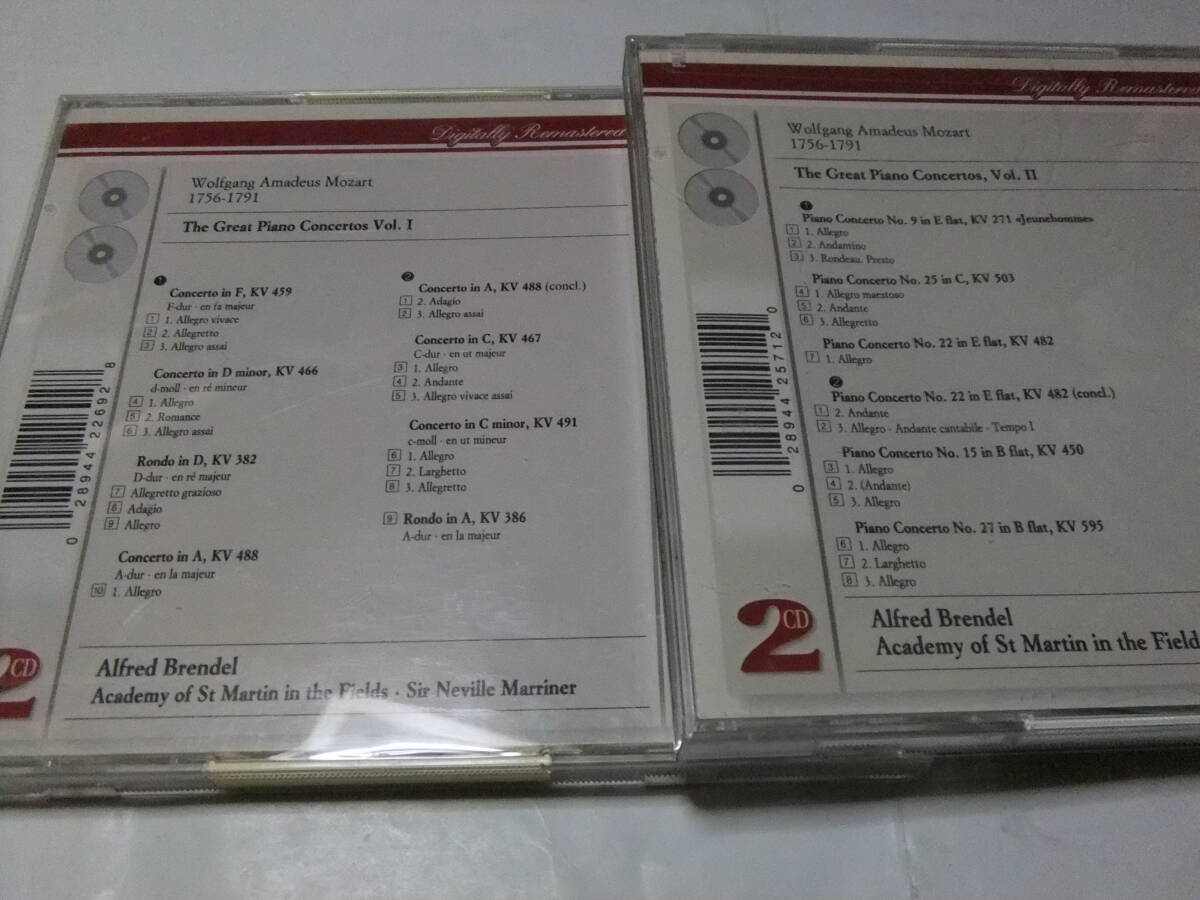 Digitally Remastered
Wolfgang Amadeus Mozart
1756-1791
The Great Piano Concertos Vol. I
1
Concerto in F, KV 459
F-dur · en fa majeur
1 1. Allegro vivace
2 2. Allegretto
3 3. Allegro assai
Concerto in D minor, KV 466
d-moll · en ré mineur
4 1. Allegro
5 2. Romance
6 3. Allegro assai
Rondo in D, KV 382
D-dur · en ré majeur
7 Allegretto grazioso
8 Adagio
9 Allegro
Concerto in A, KV 488
A-dur · en la majeur
10 1. Allegro
2
Concerto in A, KV 488 (concl.)
1 2. Adagio
2 3. Allegro assai
Concerto in C, KV 467
C-dur · en ut majeur
3 1. Allegro
4 2. Andante
5 3. Allegro vivace assai
Concerto in C minor, KV 491
c-moll · en ut mineur
6 1. Allegro
7 2. Larghetto
8 3. Allegretto
9 Rondo in A, KV 386
A-dur · en la majeur
0 28944 22692 8
2 CD
Alfred Brendel
Academy of St Martin in the Fields · Sir Neville Marriner
Digitally Remastered
Wolfgang Amadeus Mozart
1756-1791
The Great Piano Concertos, Vol. II
1
Piano Concerto No. 9 in E flat, KV 271 «Jeunehomme»
1 1. Allegro
2 2. Andantino
3 3. Rondeau. Presto
Piano Concerto No. 25 in C, KV 503
4 1. Allegro maestoso
5 2. Andante
6 3. Allegretto
Piano Concerto No. 22 in E flat, KV 482
7 1. Allegro
2
Piano Concerto No. 22 in E flat, KV 482 (concl.)
1 2. Andante
2 3. Allegro · Andante cantabile · Tempo I
Piano Concerto No. 15 in B flat, KV 450
3 1. Allegro
4 2. (Andante)
5 3. Allegro
Piano Concerto No. 27 in B flat, KV 595
6 1. Allegro
7 2. Larghetto
8 3. Allegro
0 28944 25712 0
2 CD
Alfred Brendel
Academy of St Martin in the Field